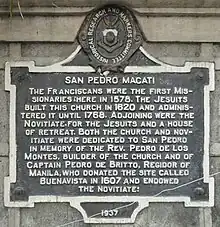 HISTORICAL RESEARCH AND MARKERS COMMITTEE
SAN PEDRO MACATI
THE FRANCISCANS WERE THE FIRST MIS-
SIONARIES HERE IN 1578. THE JESUITS
BUILT THIS CHURCH IN 1620 AND ADMINIS-
TERED IT UNTIL 1768. ADJOINING WERE THE
NOVITIATE FOR THE JESUITS AND A HOUSE
OF RETREAT. BOTH THE CHURCH AND NOV-
ITIATE WERE DEDICATED TO SAN PEDRO
IN MEMORY OF THE REV. PEDRO DE LOS
MONTES, BUILDER OF THE CHURCH AND OF
CAPTAIN PEDRO DE BRITTO, REGIDOR OF
MANILA, WHO DONATED THE SITE CALLED
BUENAVISTA IN 1607 AND ENDOWED
THE NOVITIATE.
1937